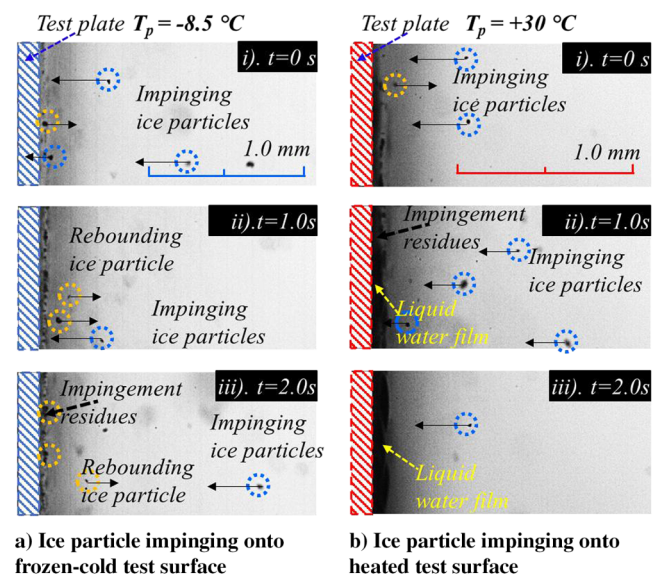 Test plate Tp = -8.5 °C
i). t=0 s
Impinging
ice particles
1.0 mm
ii).t=1.0s
Rebounding
ice particle
Impinging
ice particles
iii). t=2.0s
Impingement
residues
Impinging
ice particles
Rebounding
ice particle
a) Ice particle impinging onto
frozen-cold test surface
Test plate Tp = +30 °C
i). t=0 s
Impinging
ice particles
1.0 mm
ii).t=1.0s
Impingement
residues
Impinging
ice particles
Liquid
water film
iii). t=2.0s
Liquid
water film
b) Ice particle impinging onto
heated test surface